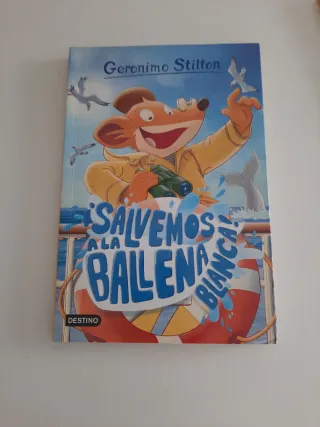 Geronimo Stilton
¡SALVEMOS
A LA
BALLENA
BLANCA!
DESTINO